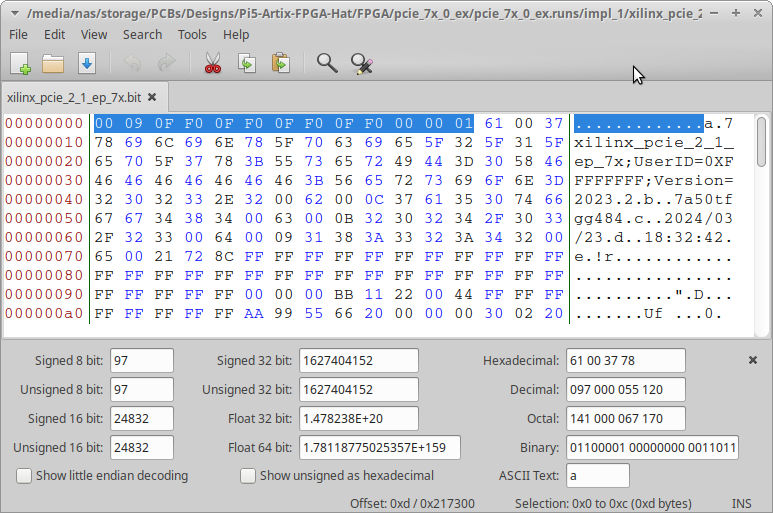 /media/nas/storage/PCBs/Designs/Pi5-Artix-FPGA-Hat/FPGA/pcie_7x_0_ex/pcie_7x_0_ex.runs/impl_1/xilinx_pcie_2
File Edit View Search Tools Help
xilinx_pcie_2_1_ep_7x.bit
00000000 00 09 0F F0 0F F0 0F F0 0F F0 00 00 01 61 00 37 .............a.7
00000010 78 69 6C 69 6E 78 5F 70 63 69 65 5F 32 5F 31 5F xilinx_pcie_2_1_
00000020 65 70 5F 37 78 3B 55 73 65 72 49 44 3D 30 58 46 ep_7x;UserID=0XF
00000030 46 46 46 46 46 46 46 3B 56 65 72 73 69 6F 6E 3D FFFFFFF;Version=
00000040 32 30 32 33 2E 32 00 62 00 0C 37 61 35 30 74 66 2023.2.b..7a50tf
00000050 67 67 34 38 34 00 63 00 0B 32 30 32 34 2F 30 33 gg484.c..2024/03
00000060 2F 32 33 00 64 00 09 31 38 3A 33 32 3A 34 32 00 /23.d..18:32:42.
00000070 65 00 21 72 8C FF FF FF FF FF FF FF FF FF FF FF e.!r............
00000080 FF FF FF FF FF FF FF FF FF FF FF FF FF FF FF FF ................
00000090 FF FF FF FF FF 00 00 00 BB 11 22 00 44 FF FF FF ..........".D...
000000a0 FF FF FF FF FF AA 99 55 66 20 00 00 00 30 02 20 .......Uf ...0. 
Signed 8 bit: 97 Signed 32 bit: 1627404152 Hexadecimal: 61 00 37 78
Unsigned 8 bit: 97 Unsigned 32 bit: 1627404152 Decimal: 097 000 055 120
Signed 16 bit: 24832 Float 32 bit: 1.478238E+20 Octal: 141 000 067 170
Unsigned 16 bit: 24832 Float 64 bit: 1.78118775025357E+159 Binary: 01100001 00000000 0011011
Show little endian decoding Show unsigned as hexadecimal ASCII Text: a
Offset: 0xd / 0x217300 Selection: 0x0 to 0xc (0xd bytes) INS